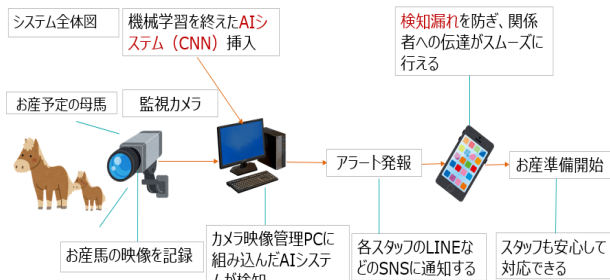 システム全体図
機械学習を終えたAIシ
ステム（CNN）挿入
検知漏れを防ぎ、関係
者への伝達がスムーズに
行える
お産予定の母馬
監視カメラ
アラート発報
お産準備開始
お産馬の映像を記録
カメラ映像管理PCに
組み込んだAIシステ
ムが検知
各スタッフのLINEな
どのSNSに通知する
スタッフも安心して
対応できる